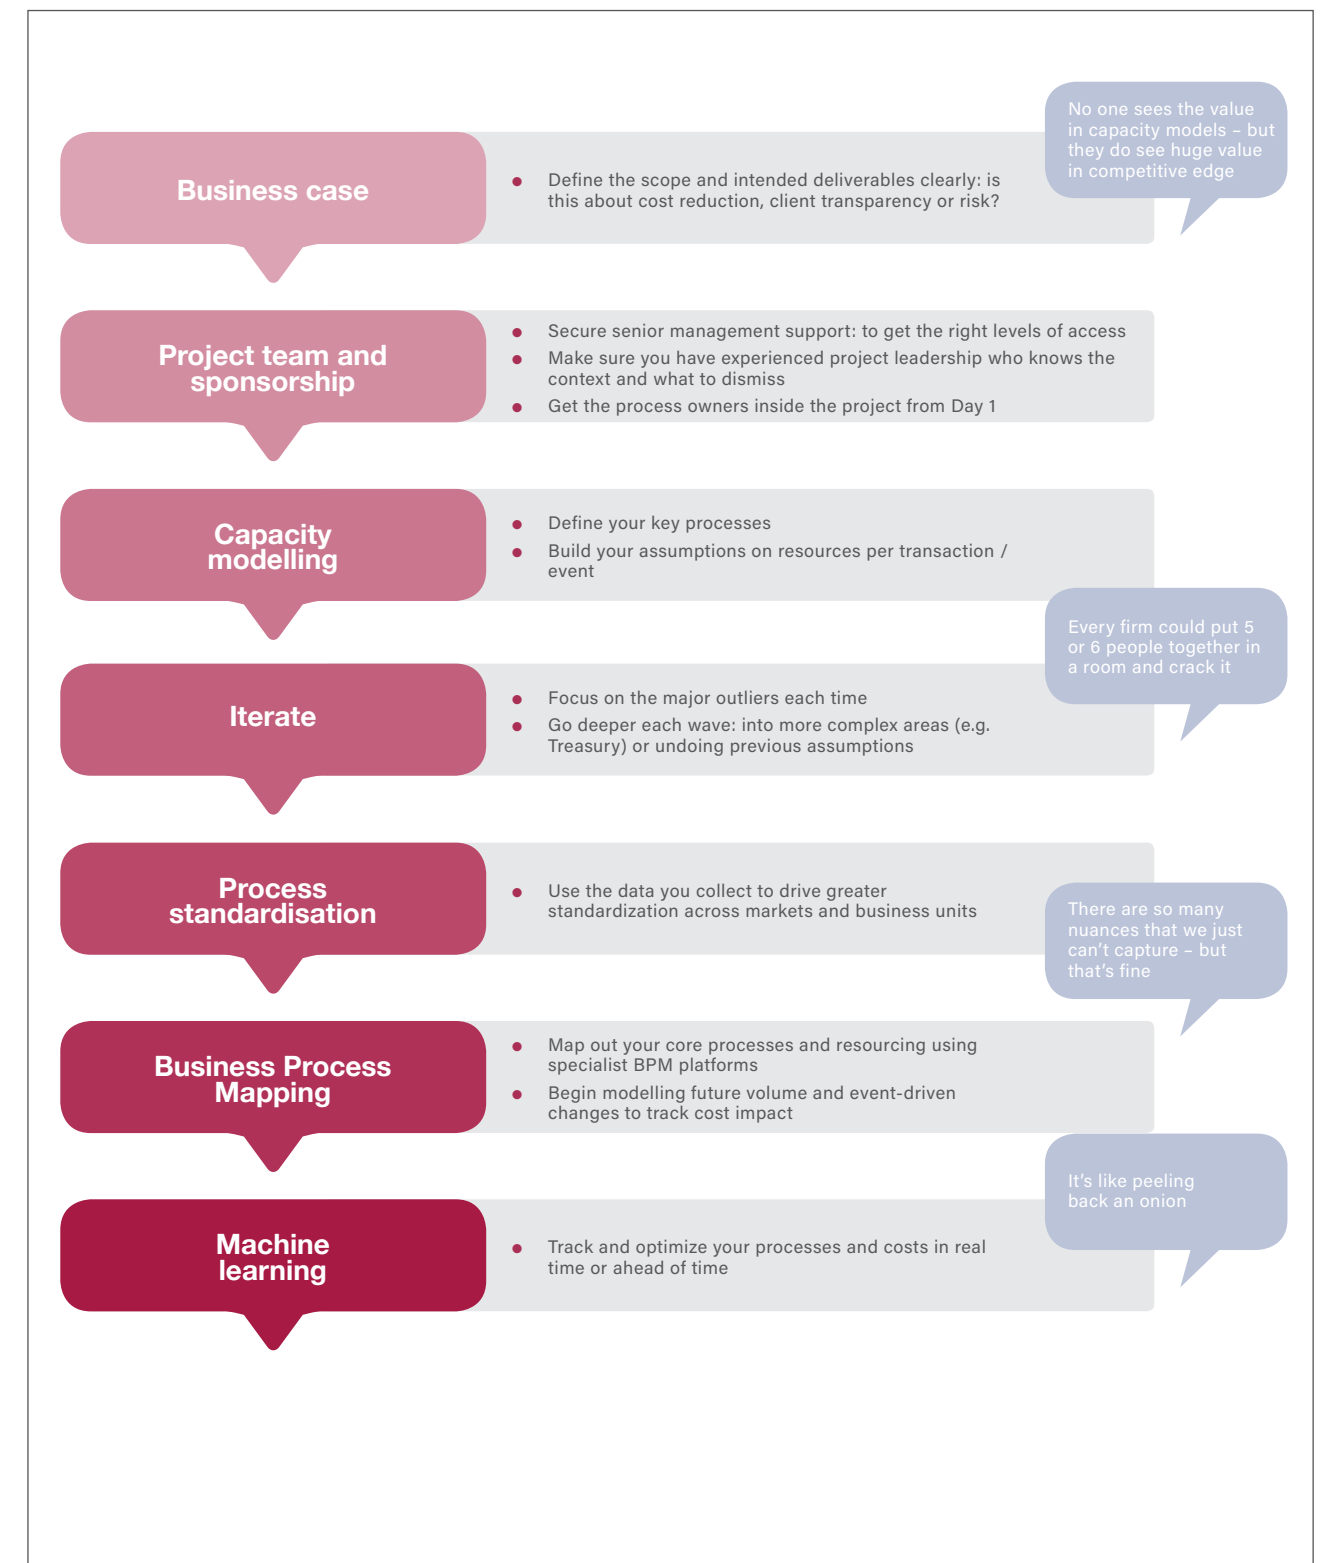 No one sees the value
in capacity models – but
they do see huge value
in competitive edge
Business case
● Define the scope and intended deliverables clearly: is
this about cost reduction, client transparency or risk?
Project team and
sponsorship
● Secure senior management support: to get the right levels of access
● Make sure you have experienced project leadership who knows the
context and what to dismiss
● Get the process owners inside the project from Day 1
Capacity
modelling
● Define your key processes
● Build your assumptions on resources per transaction /
event
Every firm could put 5
or 6 people together in
a room and crack it
Iterate
● Focus on the major outliers each time
● Go deeper each wave: into more complex areas (e.g.
Treasury) or undoing previous assumptions
Process
standardisation
● Use the data you collect to drive greater
standardization across markets and business units
There are so many
nuances that we just
can't capture – but
that's fine
Business Process
Mapping
● Map out your core processes and resourcing using
specialist BPM platforms
● Begin modelling future volume and event-driven
changes to track cost impact
It's like peeling
back an onion
Machine
learning
● Track and optimize your processes and costs in real
time or ahead of time